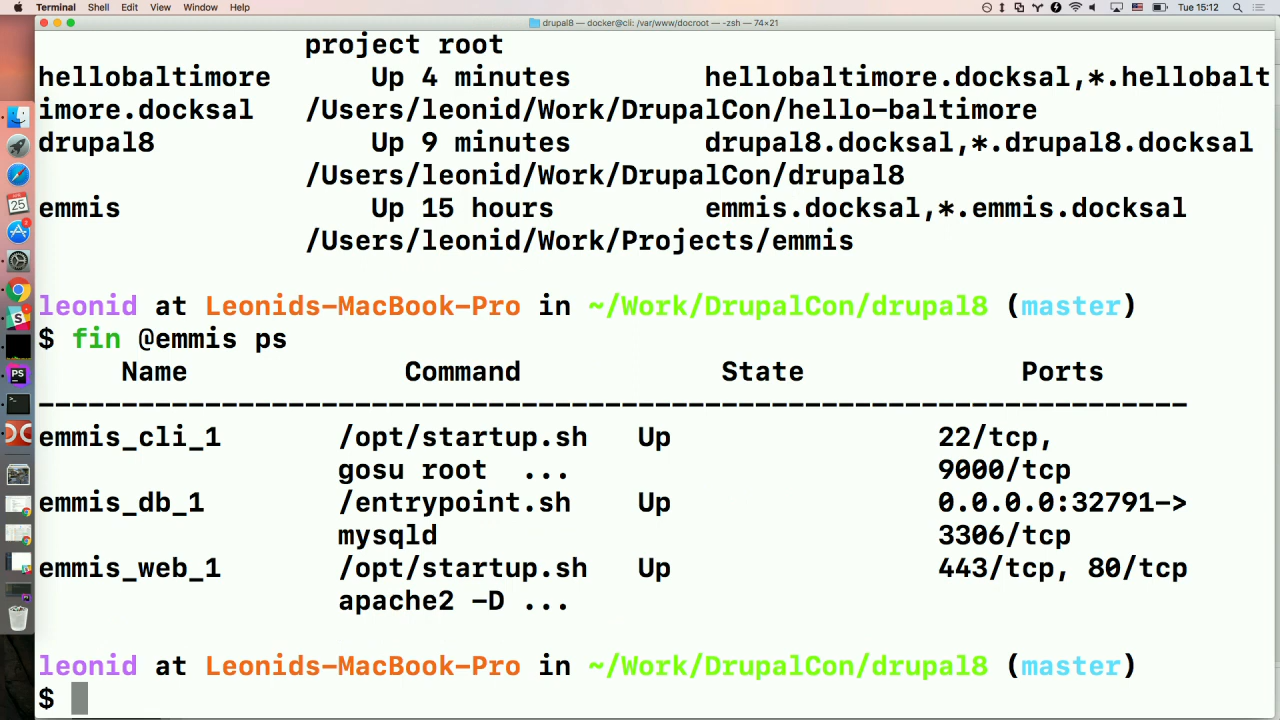 Terminal Shell Edit View Window Help Tue 15:12
drupal8 — docker@cli: /var/www/docroot — -zsh — 74×21
project root
hellobaltimore Up 4 minutes hellobaltimore.docksal,*.hellobalt
imore.docksal /Users/leonid/Work/DrupalCon/hello-baltimore
drupal8 Up 9 minutes drupal8.docksal,*.drupal8.docksal
/Users/leonid/Work/DrupalCon/drupal8
emmis Up 15 hours emmis.docksal,*.emmis.docksal
/Users/leonid/Work/Projects/emmis
leonid at Leonids-MacBook-Pro in ~/Work/DrupalCon/drupal8 (master)
$ fin @emmis ps
Name Command State Ports
----------------------------------------------------------------------
emmis_cli_1 /opt/startup.sh Up 22/tcp,
gosu root ... 9000/tcp
emmis_db_1 /entrypoint.sh Up 0.0.0.0:32791->
mysqld 3306/tcp
emmis_web_1 /opt/startup.sh Up 443/tcp, 80/tcp
apache2 -D ...
leonid at Leonids-MacBook-Pro in ~/Work/DrupalCon/drupal8 (master)
$
25
PS